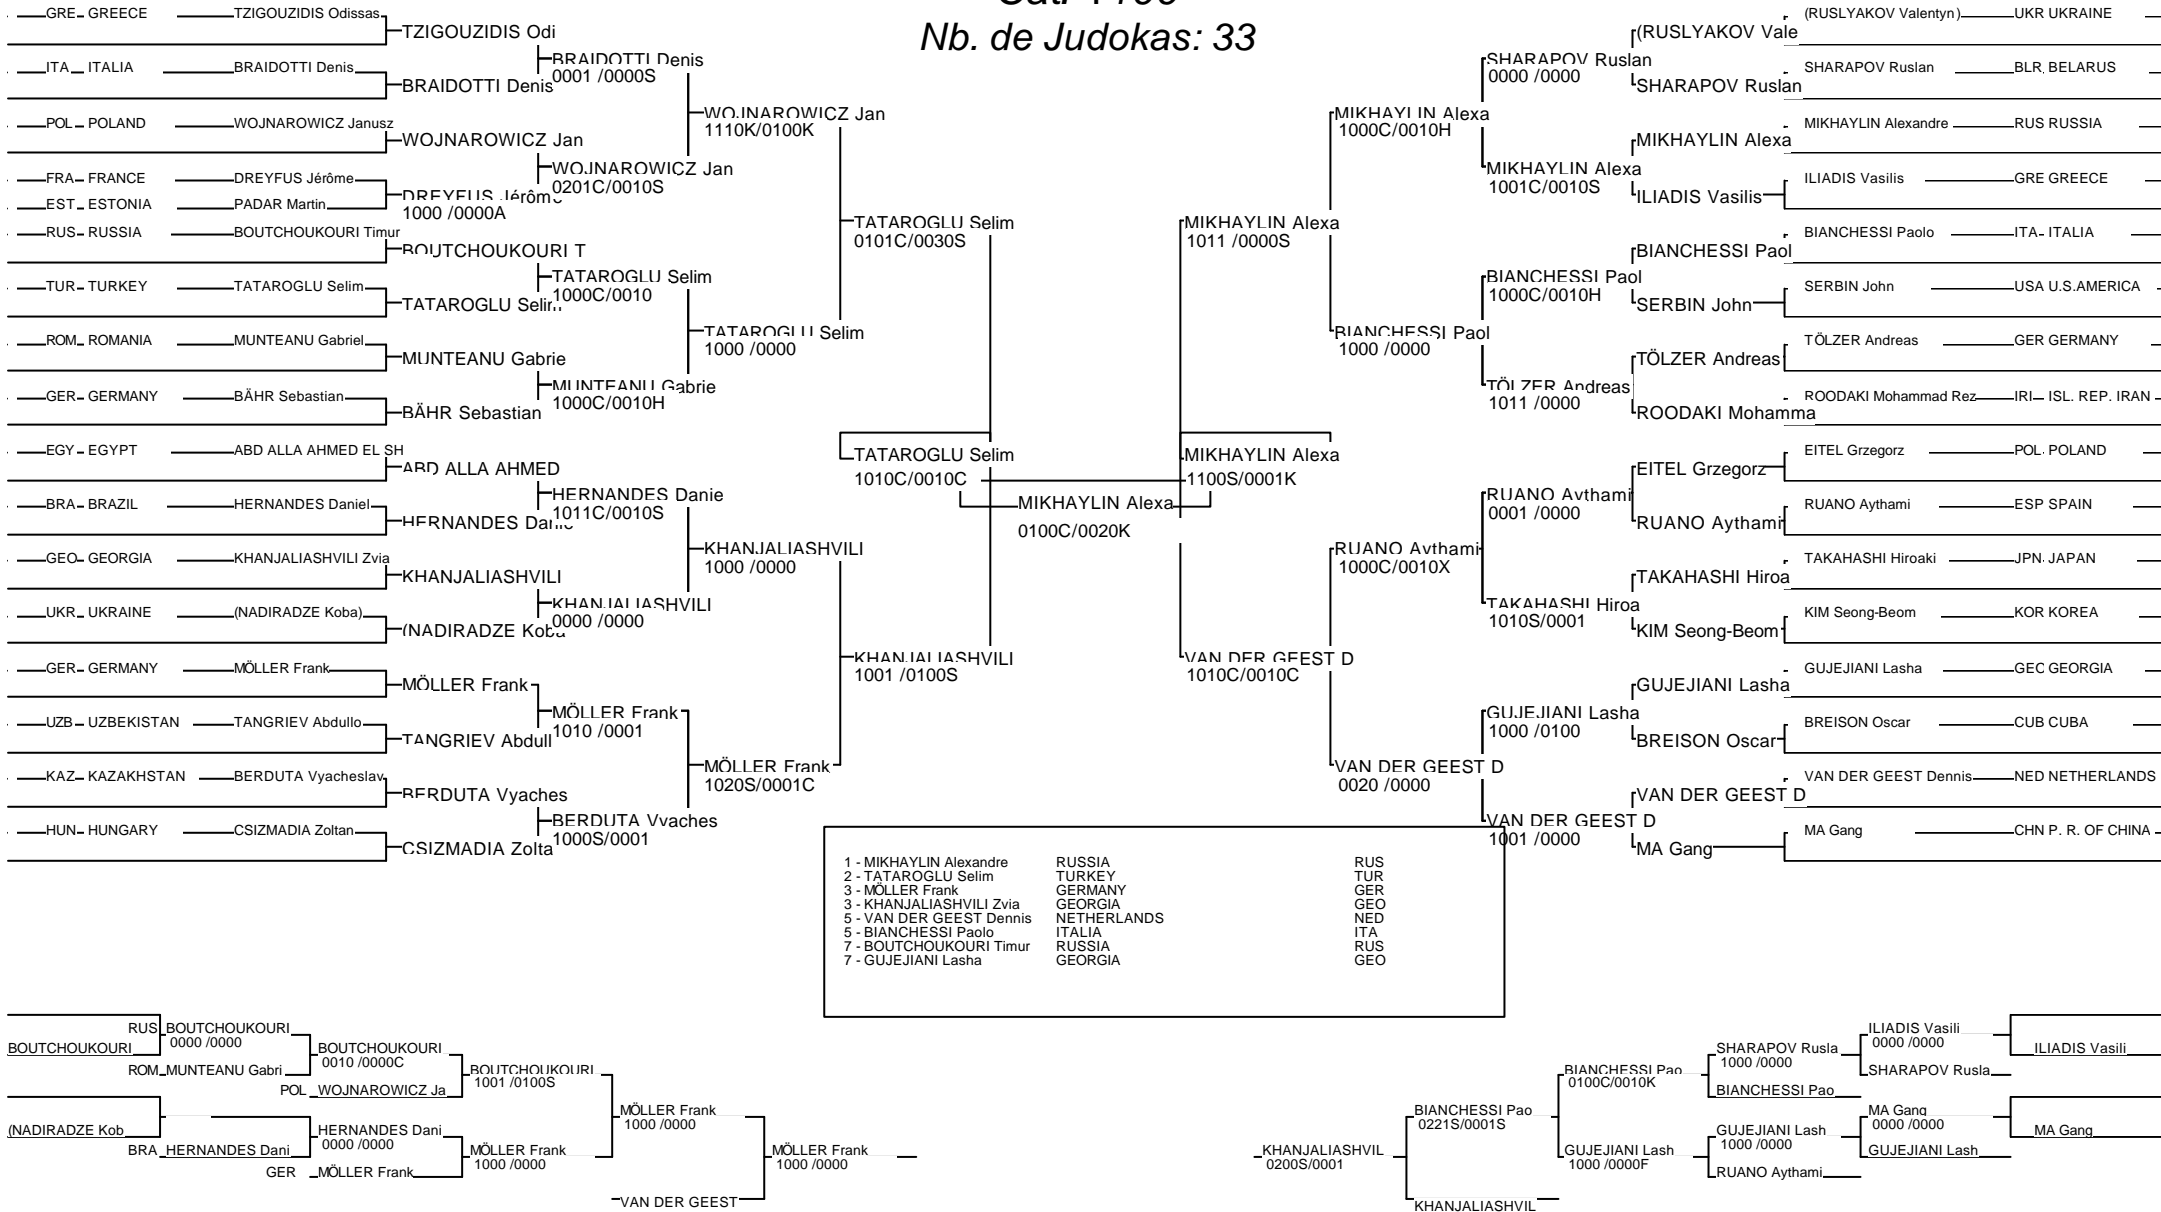 Nb. de Judokas: 33
GRE GREECE TZIGOUZIDIS Odissas
ITA ITALIA BRAIDOTTI Denis
POL POLAND WOJNAROWICZ Janusz
FRA FRANCE DREYFUS Jérôme
EST ESTONIA PADAR Martin
RUS RUSSIA BOUTCHOUKOURI Timur
TUR TURKEY TATAROGLU Selim
ROM ROMANIA MUNTEANU Gabriel
GER GERMANY BÄHR Sebastian
EGY EGYPT ABD ALLA AHMED EL SH
BRA BRAZIL HERNANDES Daniel
GEO GEORGIA KHANJALIASHVILI Zvia
UKR UKRAINE (NADIRADZE Koba)
GER GERMANY MÖLLER Frank
UZB UZBEKISTAN TANGRIEV Abdullo
KAZ KAZAKHSTAN BERDUTA Vyacheslav
HUN HUNGARY CSIZMADIA Zoltan
TZIGOUZIDIS Odi
BRAIDOTTI Denis
WOJNAROWICZ Jan
DREYFUS Jérôm
1000 /0000A
BOUTCHOUKOURI T
TATAROGLU Selim
MUNTEANU Gabrie
BÄHR Sebastian
ABD ALLA AHMED
HERNANDES Danie
KHANJALIASHVILI
(NADIRADZE Koba
MÖLLER Frank
TANGRIEV Abdull
BERDUTA Vyaches
CSIZMADIA Zolta
BRAIDOTTI Denis
0001 /0000S
WOJNAROWICZ Jan
0201C/0010S
TATAROGLU Selim
1000C/0010
MUNTEANU Gabrie
1000C/0010H
HERNANDES Danie
1011C/0010S
KHANJALIASHVILI
0000 /0000
MÖLLER Frank
1010 /0001
BERDUTA Vyaches
1000S/0001
WOJNAROWICZ Jan
1110K/0100K
TATAROGLU Selim
1000 /0000
KHANJALIASHVILI
1000 /0000
MÖLLER Frank
1020S/0001C
TATAROGLU Selim
0101C/0030S
KHANJALIASHVILI
1001 /0100S
TATAROGLU Selim
1010C/0010C
MIKHAYLIN Alexa
0100C/0020K
MIKHAYLIN Alexa
1100S/0001K
MIKHAYLIN Alexa
1011 /0000S
VAN DER GEEST D
1010C/0010C
MIKHAYLIN Alexa
1000C/0010H
BIANCHESSI Paol
1000 /0000
RUANO Aythami
1000C/0010X
VAN DER GEEST D
0020 /0000
SHARAPOV Ruslan
0000 /0000
MIKHAYLIN Alexa
1001C/0010S
BIANCHESSI Paol
1000C/0010H
TÖLZER Andreas
1011 /0000
RUANO Aythami
0001 /0000
TAKAHASHI Hiroa
1010S/0001
GUJEJIANI Lasha
1000 /0100
VAN DER GEEST D
1001 /0000
(RUSLYAKOV Vale
SHARAPOV Ruslan
MIKHAYLIN Alexa
ILIADIS Vasilis
BIANCHESSI Paol
SERBIN John
TÖLZER Andreas
ROODAKI Mohamma
EITEL Grzegorz
RUANO Aythami
TAKAHASHI Hiroa
KIM Seong-Beom
GUJEJIANI Lasha
BREISON Oscar
VAN DER GEEST D
MA Gang
(RUSLYAKOV Valentyn) UKR UKRAINE
SHARAPOV Ruslan BLR BELARUS
MIKHAYLIN Alexandre RUS RUSSIA
ILIADIS Vasilis GRE GREECE
BIANCHESSI Paolo ITA ITALIA
SERBIN John USA U.S.AMERICA
TÖLZER Andreas GER GERMANY
ROODAKI Mohammad Rez IRI ISL. REP. IRAN
EITEL Grzegorz POL POLAND
RUANO Aythami ESP SPAIN
TAKAHASHI Hiroaki JPN JAPAN
KIM Seong-Beom KOR KOREA
GUJEJIANI Lasha GEO GEORGIA
BREISON Oscar CUB CUBA
VAN DER GEEST Dennis NED NETHERLANDS
MA Gang CHN P. R. OF CHINA
1 - MIKHAYLIN Alexandre RUSSIA RUS
2 - TATAROGLU Selim TURKEY TUR
3 - MÖLLER Frank GERMANY GER
3 - KHANJALIASHVILI Zvia GEORGIA GEO
5 - VAN DER GEEST Dennis NETHERLANDS NED
5 - BIANCHESSI Paolo ITALIA ITA
7 - BOUTCHOUKOURI Timur RUSSIA RUS
7 - GUJEJIANI Lasha GEORGIA GEO
BOUTCHOUKOURI
(NADIRADZE Kob
RUS BOUTCHOUKOURI
0000 /0000
ROM MUNTEANU Gabri
BRA HERNANDES Dani
BOUTCHOUKOURI
0010 /0000C
POL WOJNAROWICZ Ja
HERNANDES Dani
0000 /0000
GER MÖLLER Frank
BOUTCHOUKOURI
1001 /0100S
MÖLLER Frank
1000 /0000
MÖLLER Frank
1000 /0000
VAN DER GEEST
MÖLLER Frank
1000 /0000
KHANJALIASHVIL
0200S/0001
BIANCHESSI Pao
0221S/0001S
KHANJALIASHVIL
BIANCHESSI Pao
0100C/0010K
GUJEJIANI Lash
1000 /0000F
SHARAPOV Rusla
1000 /0000
BIANCHESSI Pao
GUJEJIANI Lash
1000 /0000
RUANO Aythami
ILIADIS Vasili
0000 /0000
SHARAPOV Rusla
MA Gang
0000 /0000
GUJEJIANI Lash
ILIADIS Vasili
MA Gang